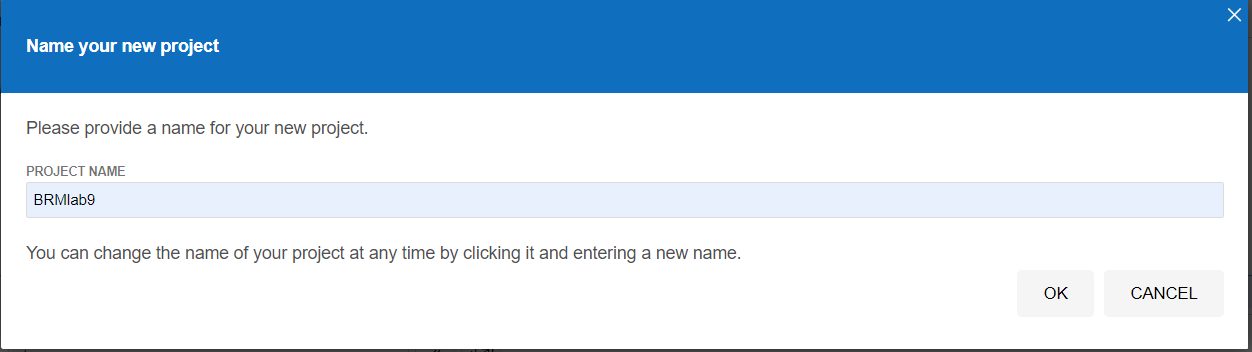 Name your new project
Please provide a name for your new project.
PROJECT NAME
BRMlab9
You can change the name of your project at any time by clicking it and entering a new name.
OK CANCEL